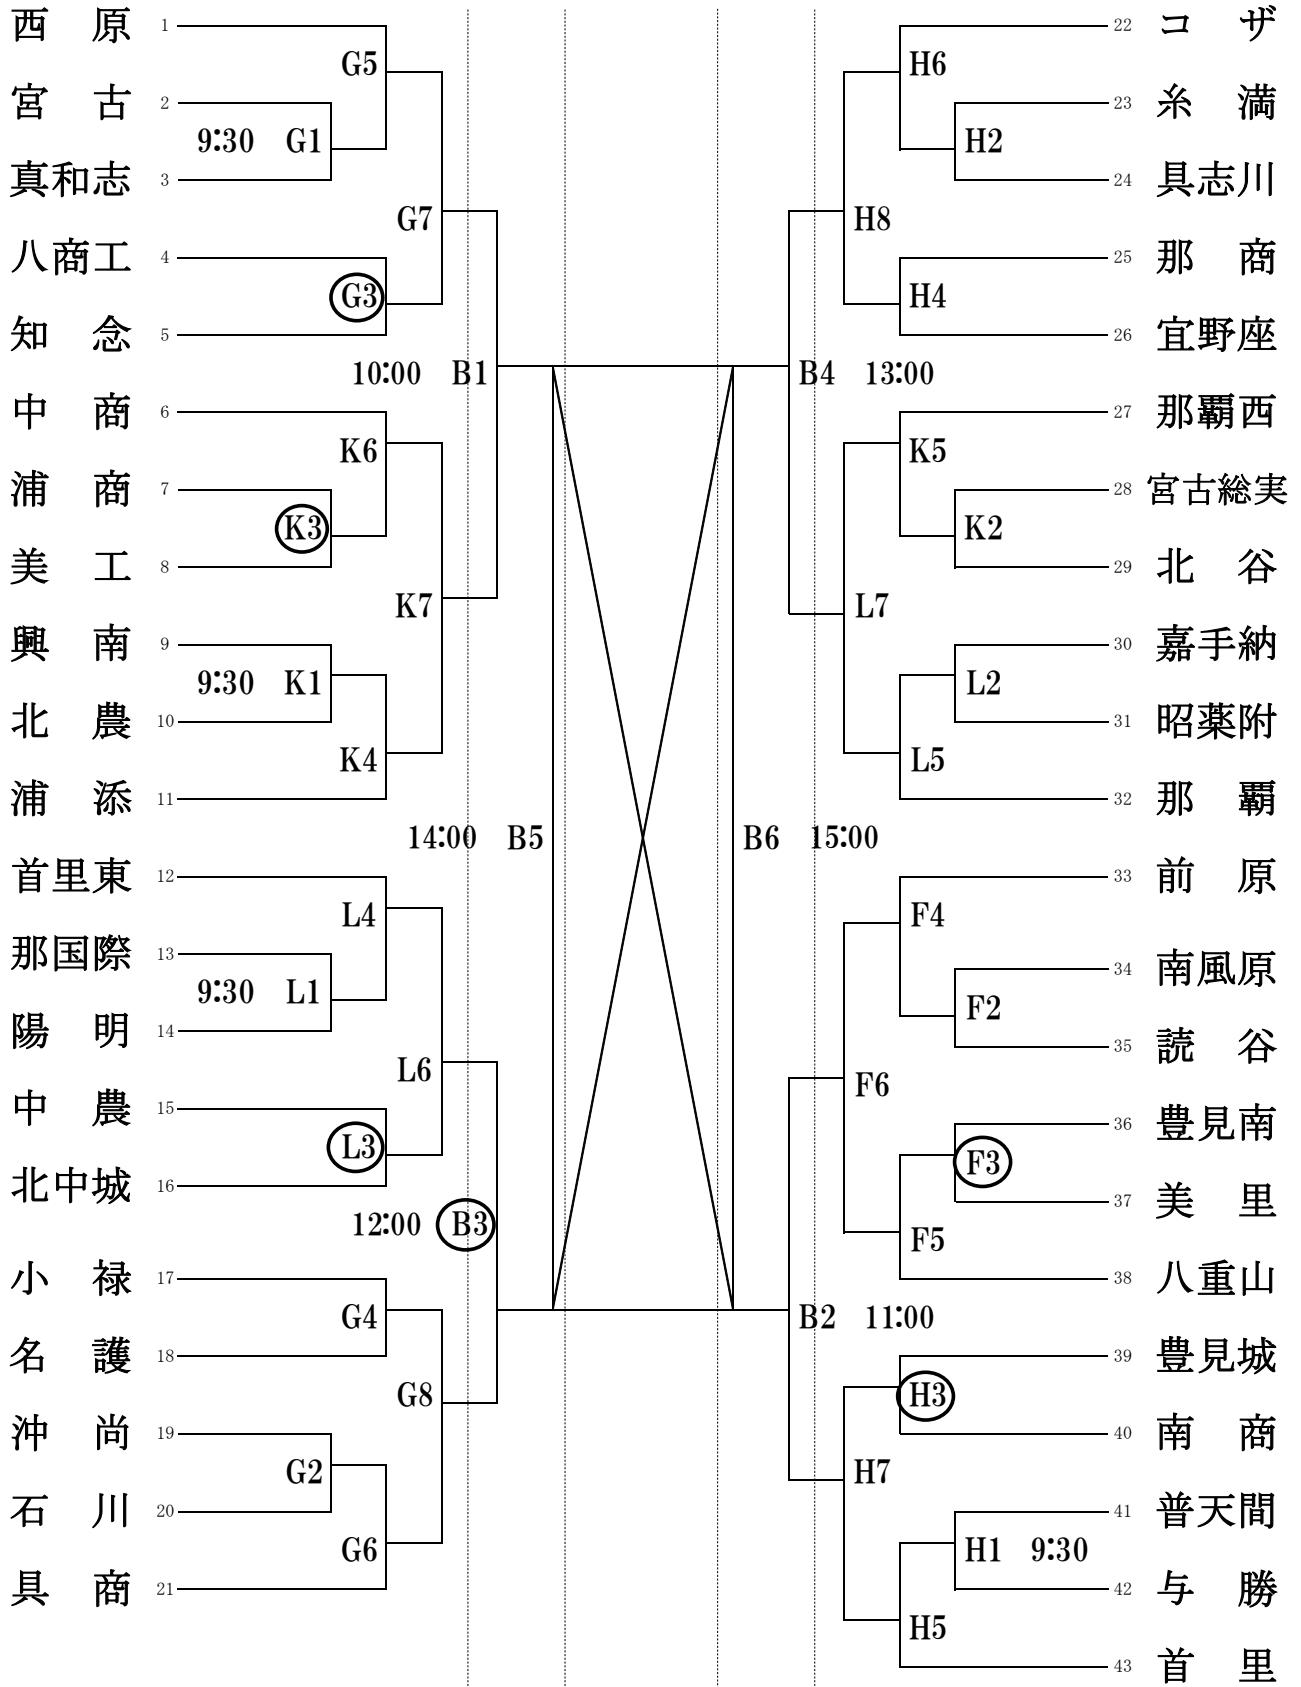 西 原 1
G5
宮 古 2
9:30 G1
真和志 3
G7
八商工 4
G3
知 念 5
10:00 B1
中 商 6
K6
浦 商 7
K3
美 工 8
K7
興 南 9
9:30 K1
北 農 10
K4
浦 添 11
14:00 B5
首里東 12
L4
那国際 13
9:30 L1
陽 明 14
L6
中 農 15
L3
北中城 16
12:00 B3
小 禄 17
G4
名 護 18
G8
沖 尚 19
G2
石 川 20
G6
具 商 21
22 コ ザ
H6
23 糸 満
H2
24 具志川
H8
25 那 商
H4
26 宜野座
B4 13:00
27 那覇西
K5
28 宮古総実
K2
29 北 谷
L7
30 嘉手納
L2
31 昭薬附
L5
32 那 覇
B6 15:00
33 前 原
F4
34 南風原
F2
35 読 谷
F6
36 豊見南
F3
37 美 里
F5
38 八重山
B2 11:00
39 豊見城
H3
40 南 商
H7
41 普天間
H1 9:30
42 与 勝
H5
43 首 里